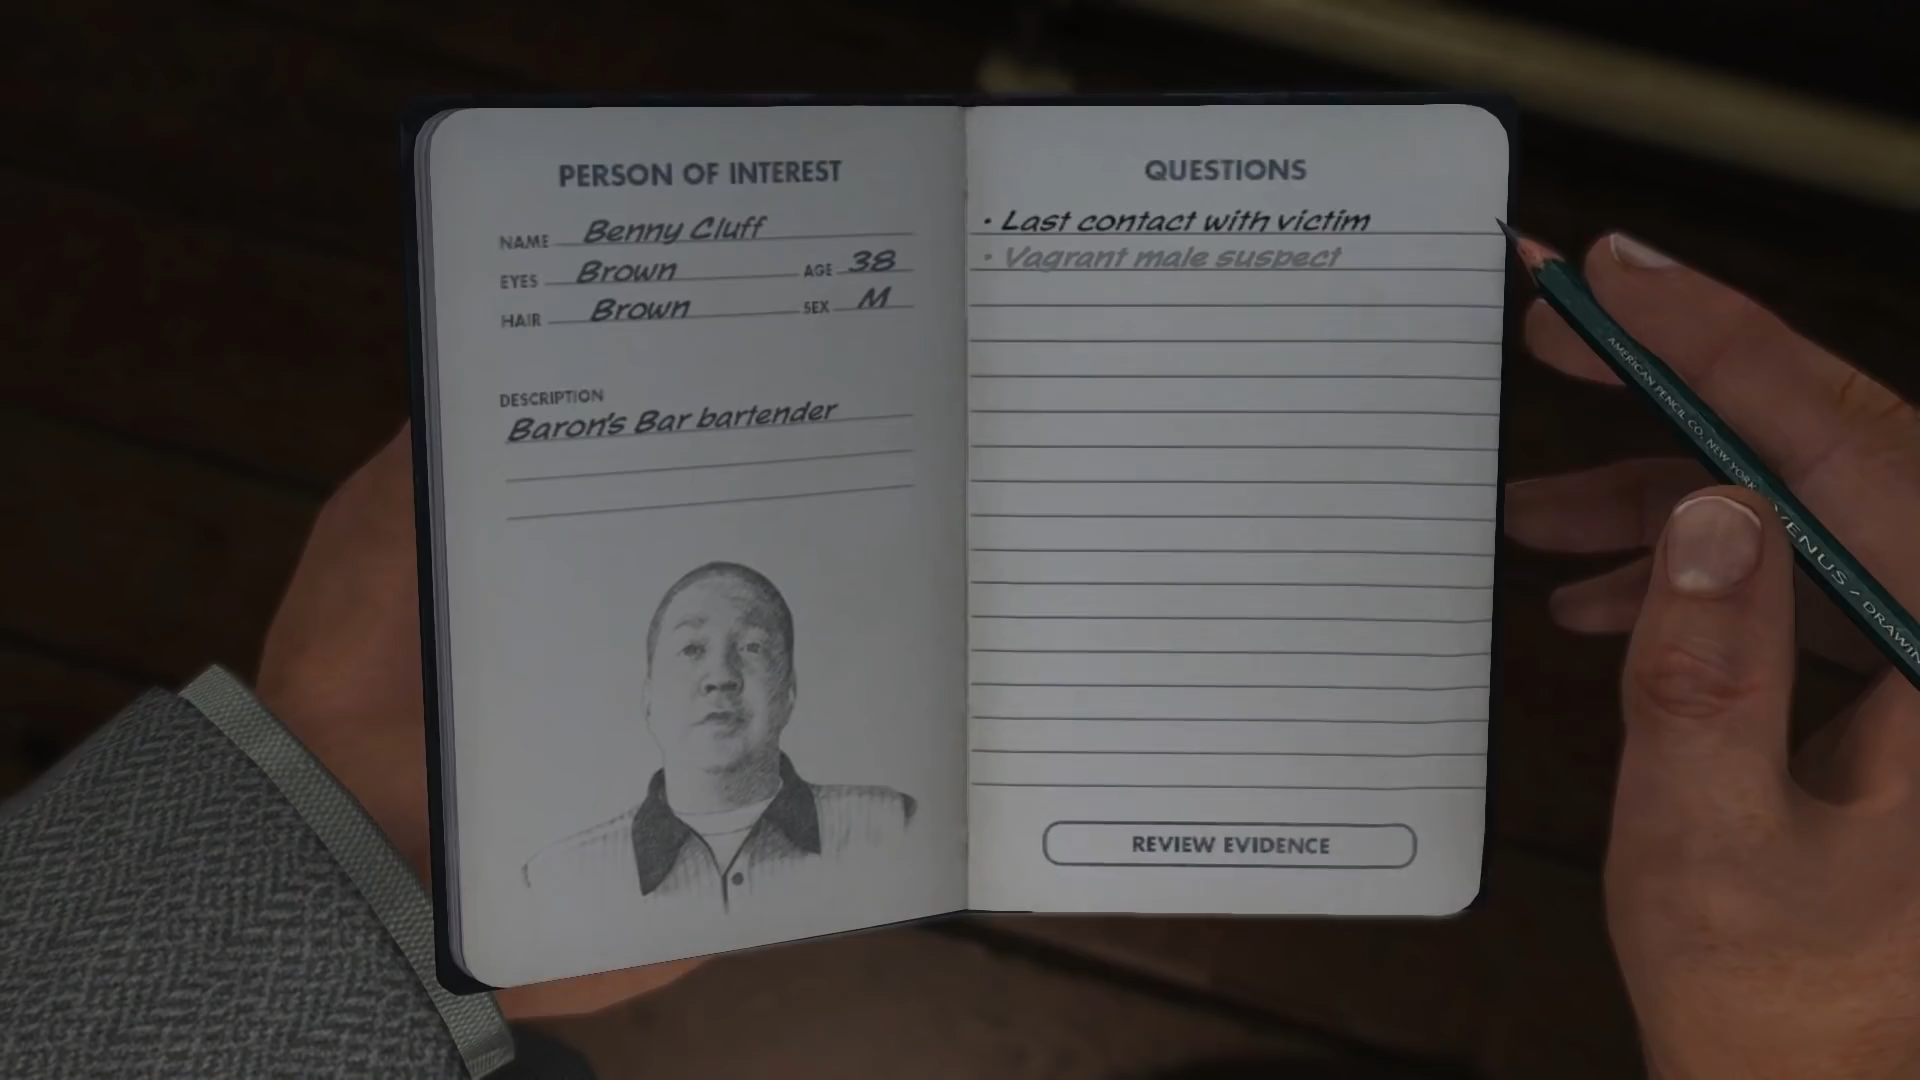 PERSON OF INTEREST
NAME Benny Cluff
EYES Brown AGE 38
HAIR Brown SEX M
DESCRIPTION
Baron's Bar bartender
QUESTIONS
• Last contact with victim
• Vagrant male suspect
REVIEW EVIDENCE
AMERICAN PENCIL CO. NEW YORK
VENUS / DRAWIN